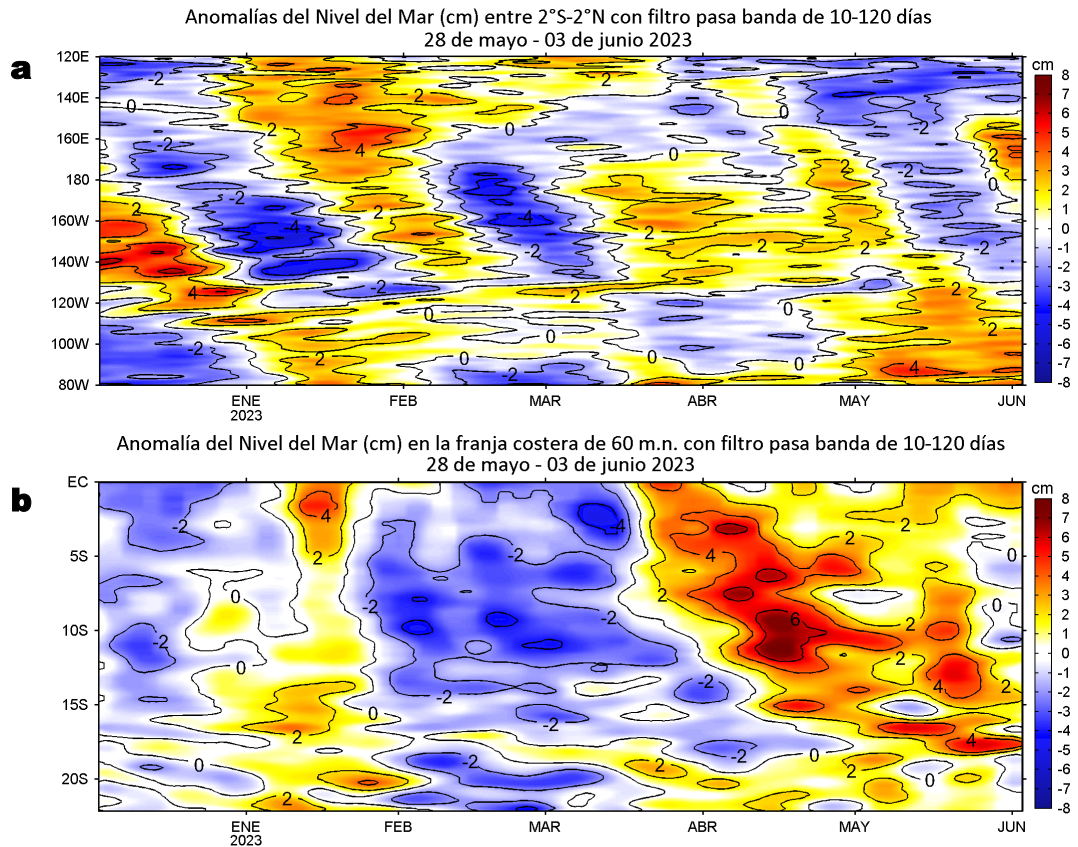 Anomalías del Nivel del Mar (cm) entre 2°S-2°N con filtro pasa banda de 10-120 días
28 de mayo - 03 de junio 2023
a
120E
140E
160E
180
160W
140W
120W
100W
80W
ENE
2023
FEB
MAR
ABR
MAY
JUN
cm
8
7
6
5
4
3
2
1
0
-1
-2
-3
-4
-5
-6
-7
-8
Anomalía del Nivel del Mar (cm) en la franja costera de 60 m.n. con filtro pasa banda de 10-120 días
28 de mayo - 03 de junio 2023
b
EC
5S
10S
15S
20S
ENE
2023
FEB
MAR
ABR
MAY
JUN
cm
8
7
6
5
4
3
2
1
0
-1
-2
-3
-4
-5
-6
-7
-8